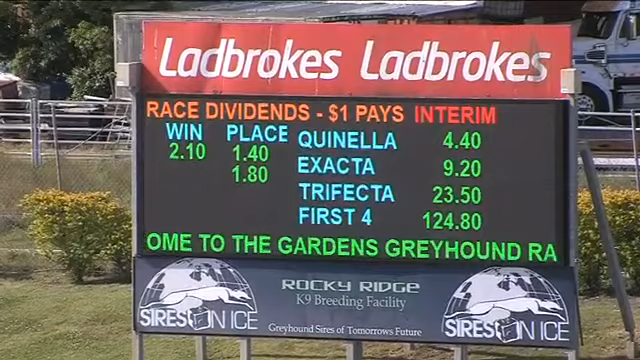 Ladbrokes Ladbrokes
RACE DIVIDENDS - $1 PAYS INTERIM
WIN PLACE QUINELLA 4.40
2.10 1.40
EXACTA 9.20
1.80
TRIFECTA 23.50
FIRST 4 124.80
OME TO THE GARDENS GREYHOUND RA
ROCKY RIDGE
K9 Breeding Facility
SIRES ON ICE SIRES ON ICE
Greyhound Sires of Tomorrows Future